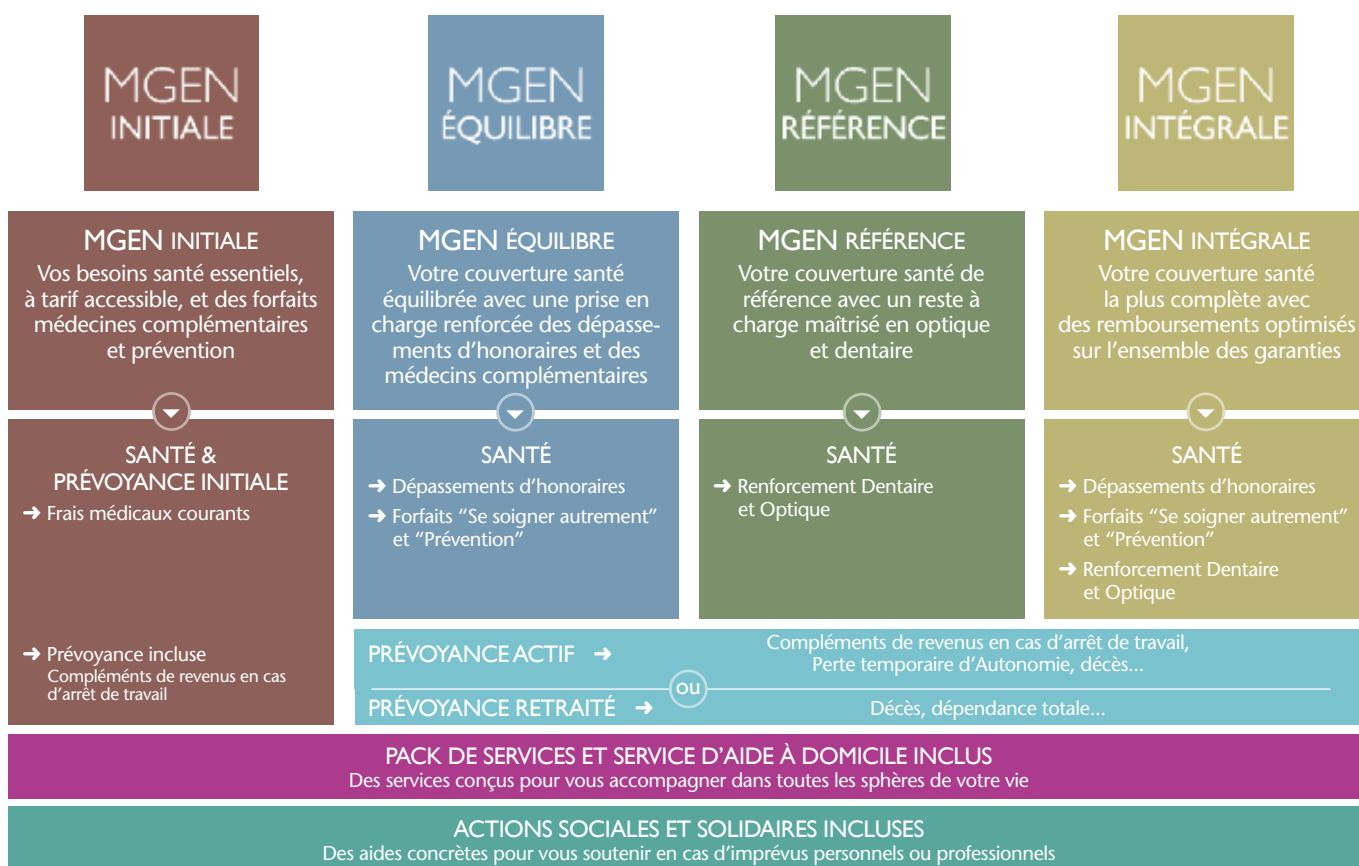 MGEN
INITIALE
MGEN
ÉQUILIBRE
MGEN
RÉFÉRENCE
MGEN
INTÉGRALE
MGEN INITIALE
Vos besoins santé essentiels,
à tarif accessible, et des forfaits
médecines complémentaires
et prévention
MGEN ÉQUILIBRE
Votre couverture santé
équilibrée avec une prise en
charge renforcée des dépasse-
ments d’honoraires et des
médecins complémentaires
MGEN RÉFÉRENCE
Votre couverture santé de
référence avec un reste à
charge maîtrisé en optique
et dentaire
MGEN INTÉGRALE
Votre couverture santé
la plus complète avec
des remboursements optimisés
sur l’ensemble des garanties
SANTÉ &
PRÉVOYANCE INITIALE
➜ Frais médicaux courants
➜ Prévoyance incluse
Compléménts de revenus en cas
d’arrêt de travail
SANTÉ
➜ Dépassements d’honoraires
➜ Forfaits “Se soigner autrement”
et “Prévention”
SANTÉ
➜ Renforcement Dentaire
et Optique
SANTÉ
➜ Dépassements d’honoraires
➜ Forfaits “Se soigner autrement”
et “Prévention”
➜ Renforcement Dentaire
et Optique
PRÉVOYANCE ACTIF ➜
Compléments de revenus en cas d’arrêt de travail,
Perte temporaire d’Autonomie, décès...
ou
PRÉVOYANCE RETRAITÉ ➜
Décès, dépendance totale...
PACK DE SERVICES ET SERVICE D’AIDE À DOMICILE INCLUS
Des services conçus pour vous accompagner dans toutes les sphères de votre vie
ACTIONS SOCIALES ET SOLIDAIRES INCLUSES
Des aides concrètes pour vous soutenir en cas d’imprévus personnels ou professionnels